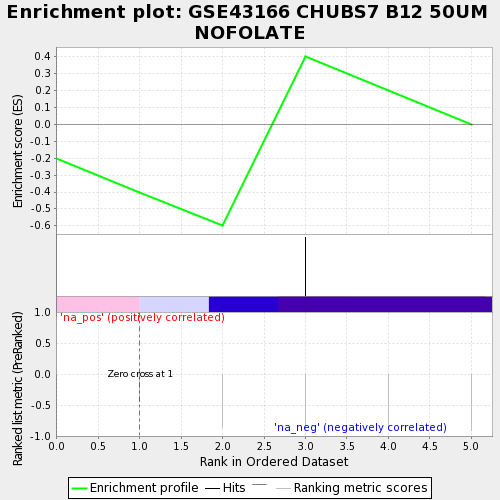 Enrichment plot: GSE43166 CHUBS7 B12 50UM
NOFOLATE
Enrichment score (ES)
0.4
0.3
0.2
0.1
0.0
-0.1
-0.2
-0.3
-0.4
-0.5
-0.6
Ranked list metric (PreRanked)
1.0
0.5
0.0
-0.5
-1.0
'na_pos' (positively correlated)
Zero cross at 1
'na_neg' (negatively correlated)
0.0 0.5 1.0 1.5 2.0 2.5 3.0 3.5 4.0 4.5 5.0
Rank in Ordered Dataset
Enrichment profile Hits Ranking metric scores